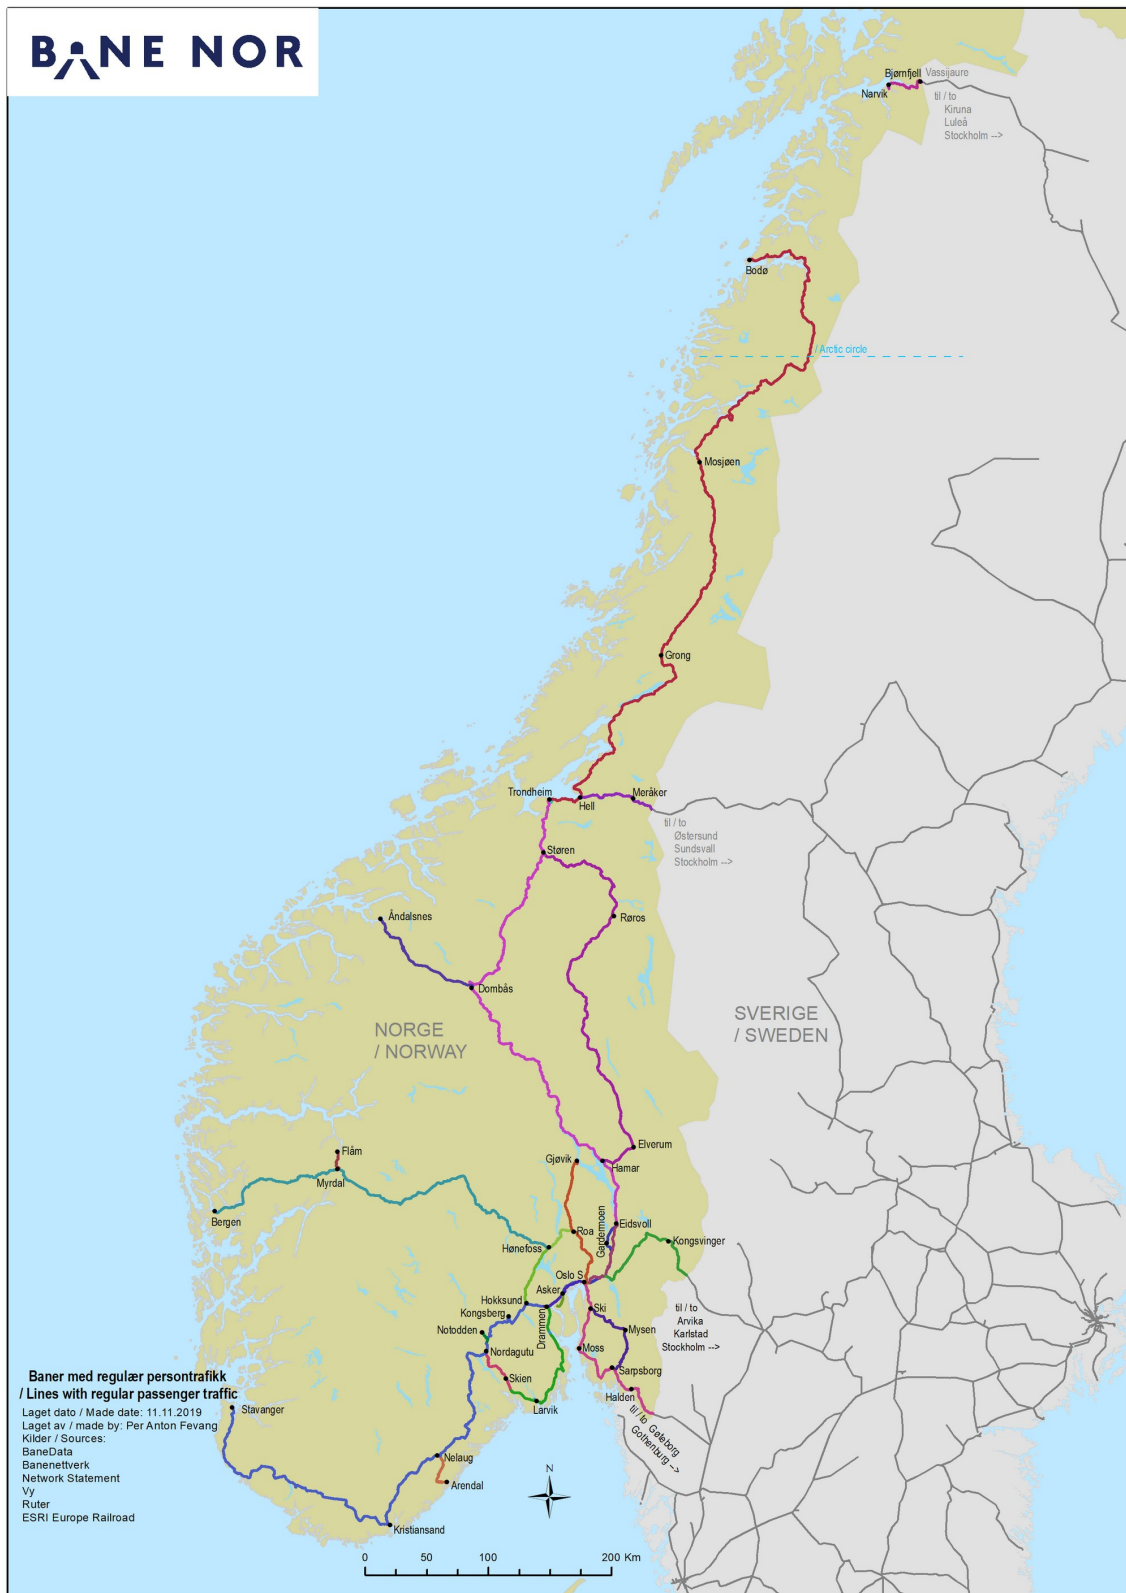 BANE NOR
Bjørnfjell
Vassijaure
Narvik
til / to
Kiruna
Luleå
Stockholm -->
Bodø
/ Arctic circle
Mosjøen
Grong
Trondheim
Hell
Meråker
til / to
Østersund
Sundsvall
Stockholm -->
Støren
Røros
Åndalsnes
Dombås
NORGE
/ NORWAY
SVERIGE
/ SWEDEN
Elverum
Flåm
Gjøvik
Hamar
Myrdal
Bergen
Eidsvoll
Roa
Gardermoen
Kongsvinger
Hønefoss
Oslo S
Asker
Hokksund
Kongsberg
Drammen
Ski
til / to
Arvika
Karlstad
Stockholm -->
Notodden
Mysen
Nordagutu
Moss
Sarpsborg
Skien
Halden
Larvik
til / to Gøteborg
Gothenburg -->
Baner med regulær persontrafikk
/ Lines with regular passenger traffic
Stavanger
Laget dato / Made date: 11.11.2019
Laget av / made by: Per Anton Fevang
Kilder / Sources:
BaneData
Banenettverk
Network Statement
Vy
Ruter
ESRI Europe Railroad
Nelaug
Arendal
Kristiansand
N
0 50 100 200 Km